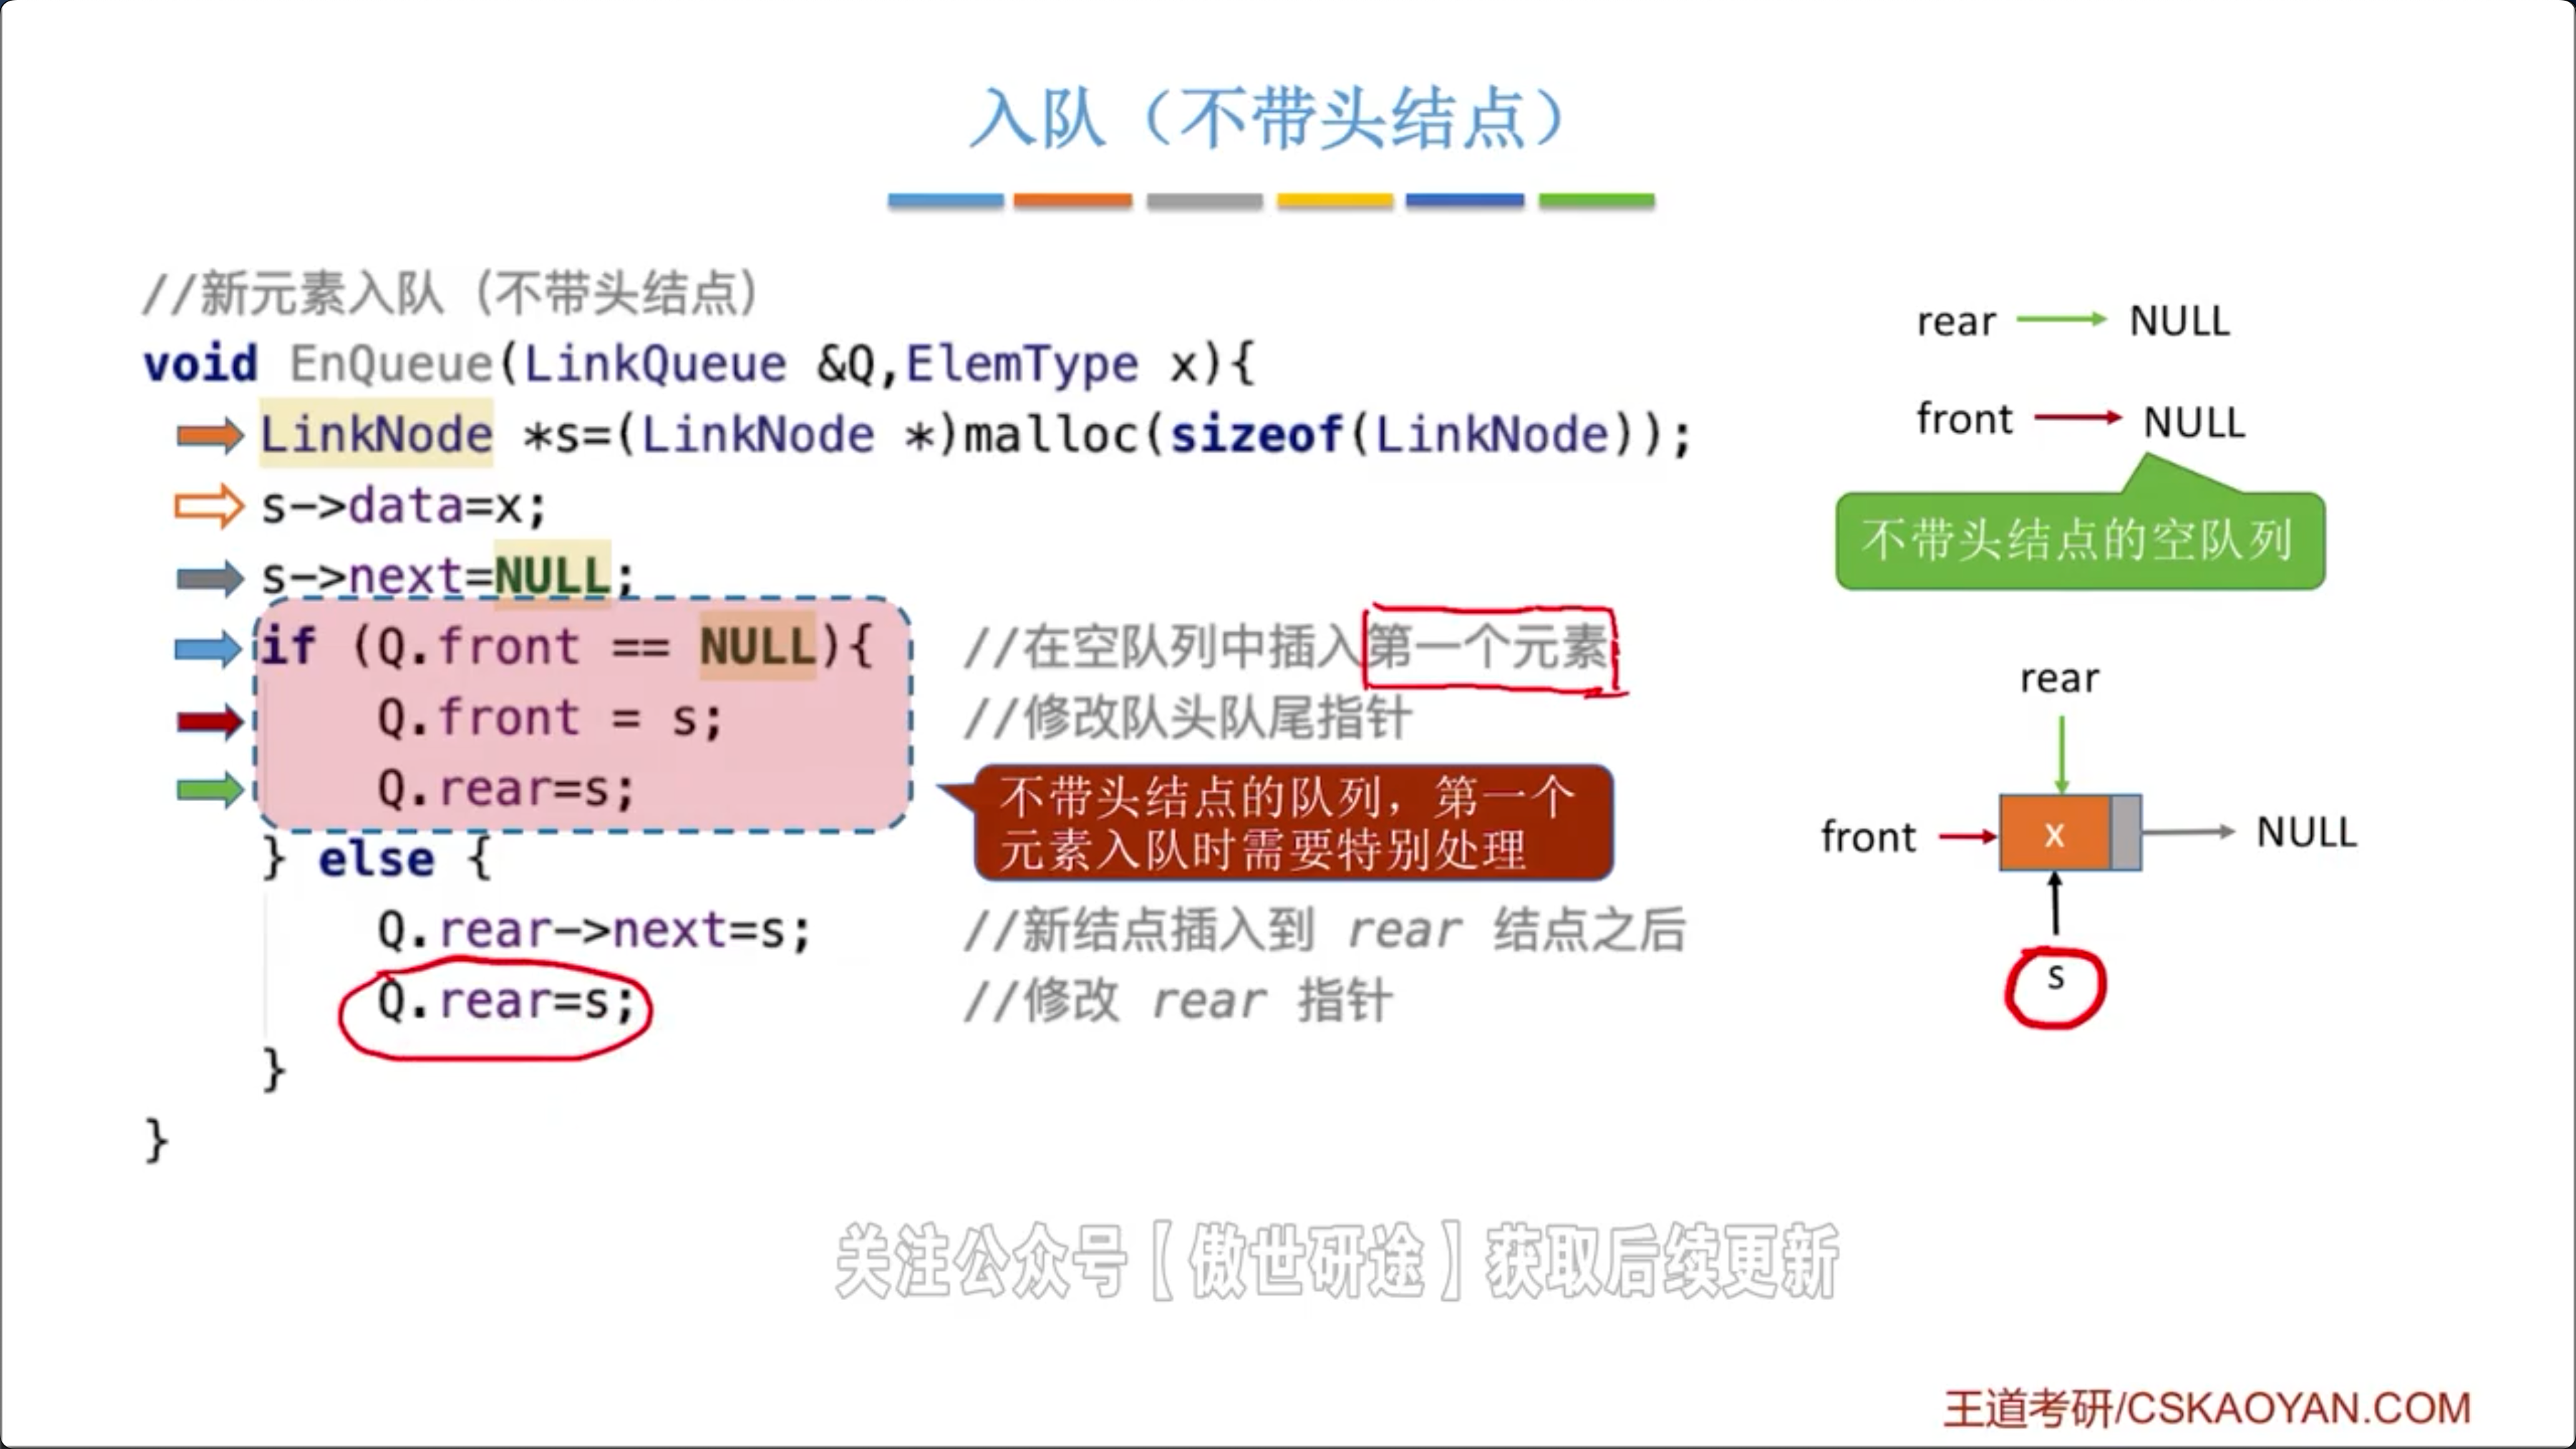 入队（不带头结点）
//新元素入队（不带头结点）
void EnQueue(LinkQueue &Q,ElemType x){
LinkNode *s=(LinkNode *)malloc(sizeof(LinkNode));
s->data=x;
s->next=NULL;
if (Q.front == NULL){ //在空队列中插入第一个元素
Q.front = s; //修改队头队尾指针
Q.rear=s;
} else {
Q.rear->next=s; //新结点插入到 rear 结点之后
Q.rear=s; //修改 rear 指针
}
}
不带头结点的队列，第一个
元素入队时需要特别处理
rear NULL
front NULL
不带头结点的空队列
rear
front x NULL
s
关注公众号【傲世研途】获取后续更新
王道考研/CSKAOYAN.COM